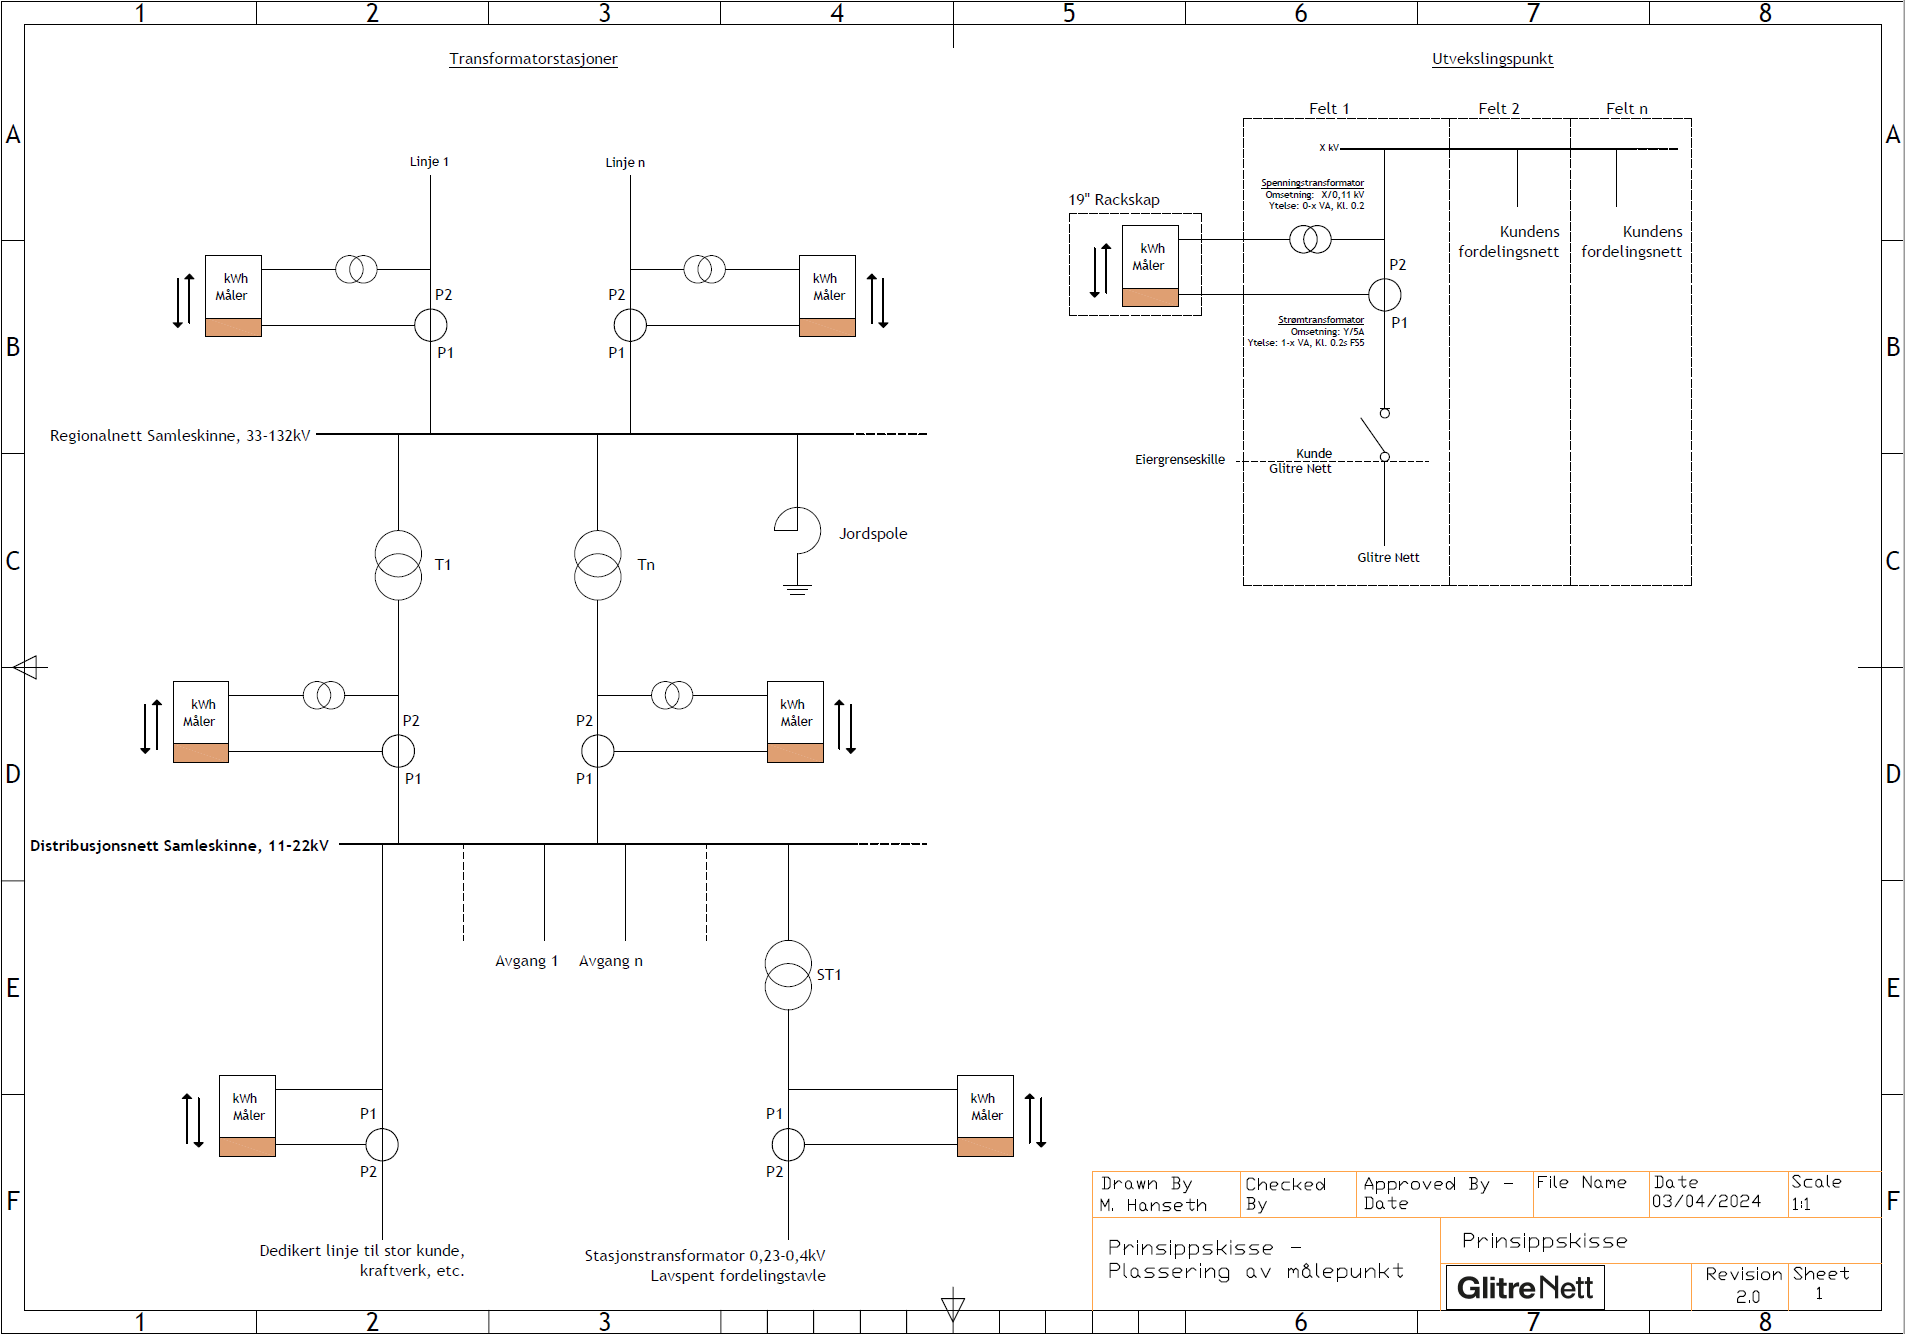 1 2 3 4 5 6 7 8
Transformatorstasjoner
Utvekslingspunkt
A
A
Felt 1
Felt 2
Felt n
X kV
Linje 1
Linje n
Spenningstransformator
Omsetning: X/0,11 kV
Ytelse: 0-x VA, Kl. 0.2
19" Rackskap
kWh
Måler
Kundens
fordelingsnett
Kundens
fordelingsnett
P2
P1
Strømtransformator
Omsetning: Y/5A
Ytelse: 1-x VA, Kl. 0.2s FS5
kWh
Måler
P2
P1
P2
P1
kWh
Måler
B
B
Regionalnett Samleskinne, 33-132kV
Eiergrenseskille
Kunde
Glitre Nett
Glitre Nett
C
C
T1
Tn
Jordspole
kWh
Måler
P2
P1
P2
P1
kWh
Måler
D
D
Distribusjonsnett Samleskinne, 11-22kV
Avgang 1
Avgang n
ST1
E
E
kWh
Måler
P1
P2
P1
P2
kWh
Måler
F
F
Dedikert linje til stor kunde,
kraftverk, etc.
Stasjonstransformator 0,23-0,4kV
Lavspent fordelingstavle
Drawn By
M. Hanseth
Checked
By
Approved By -
Date
File Name
Date
03/04/2024
Scale
1:1
Prinsippskisse -
Plassering av målepunkt
Prinsippskisse
Glitre Nett
Revision
2.0
Sheet
1
1 2 3 6 7 8